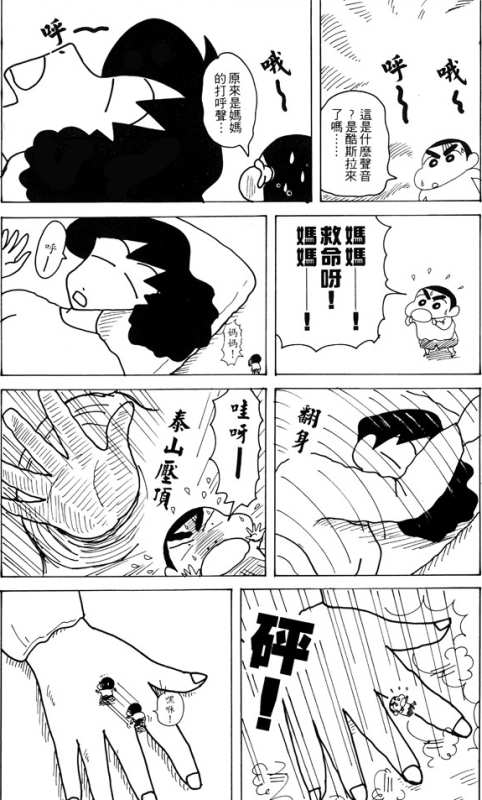 哦～
呼～
這是什麼聲音
？是酷斯拉來
了嗎……
哦～
原來是媽媽
的打呼聲…
呼～
媽媽——！
救命呀！
媽媽——！
媽媽！
呼—
翻身
哇呀—
泰山壓頂
砰！
嘿咻！